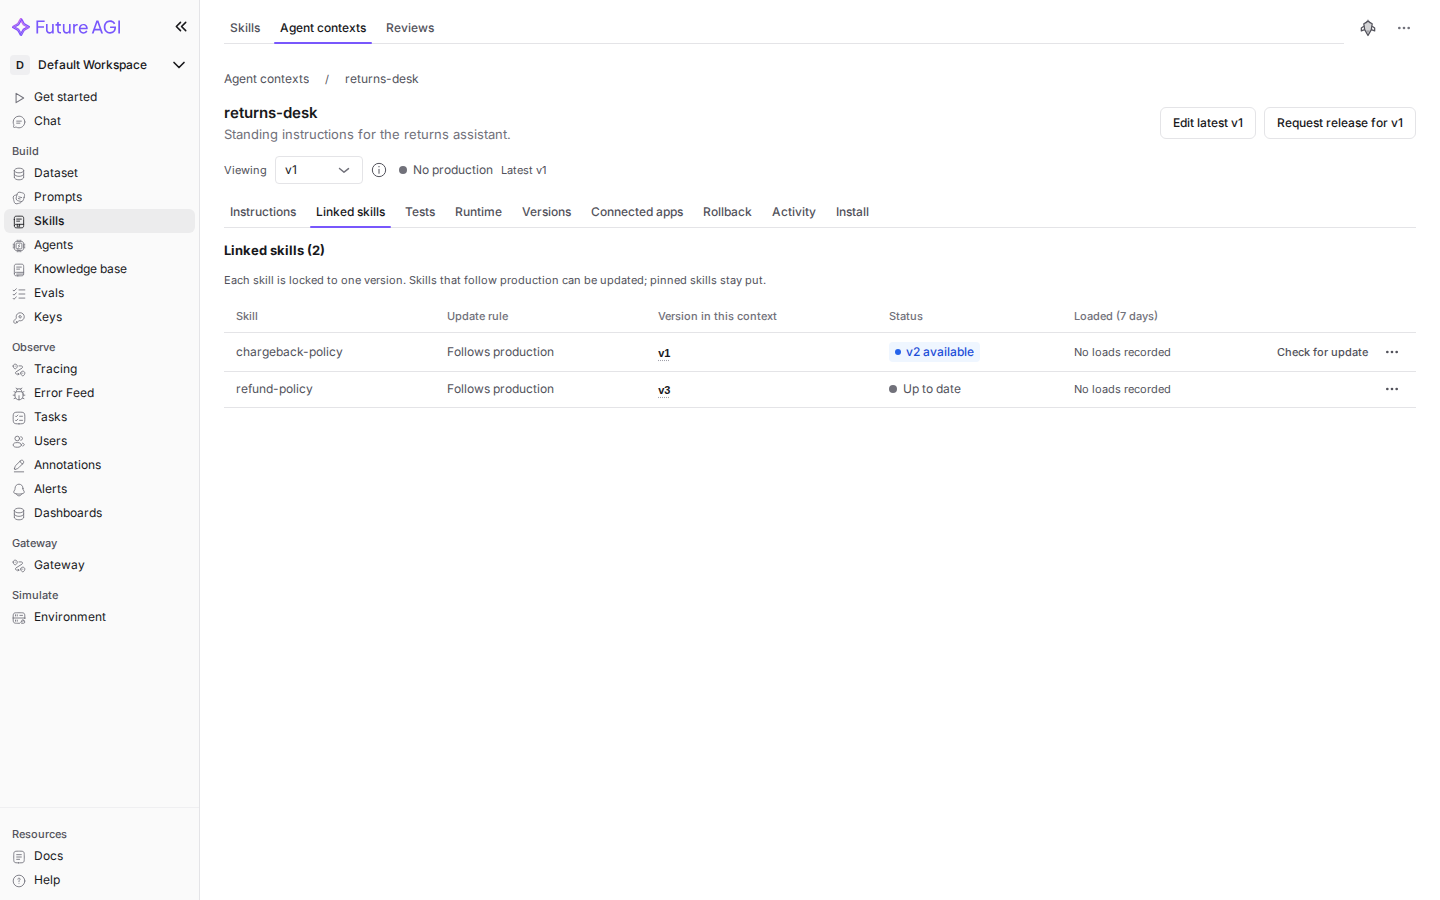 Future AGI
D Default Workspace
Get started
Chat
Build
Dataset
Prompts
Skills
Agents
Knowledge base
Evals
Keys
Observe
Tracing
Error Feed
Tasks
Users
Annotations
Alerts
Dashboards
Gateway
Gateway
Simulate
Environment
Resources
Docs
Help
Skills Agent contexts Reviews
Agent contexts / returns-desk
returns-desk
Standing instructions for the returns assistant.
Edit latest v1 Request release for v1
Viewing v1 No production Latest v1
Instructions Linked skills Tests Runtime Versions Connected apps Rollback Activity Install
Linked skills (2)
Each skill is locked to one version. Skills that follow production can be updated; pinned skills stay put.
Skill Update rule Version in this context Status Loaded (7 days)
chargeback-policy Follows production v1 v2 available No loads recorded Check for update
refund-policy Follows production v3 Up to date No loads recorded